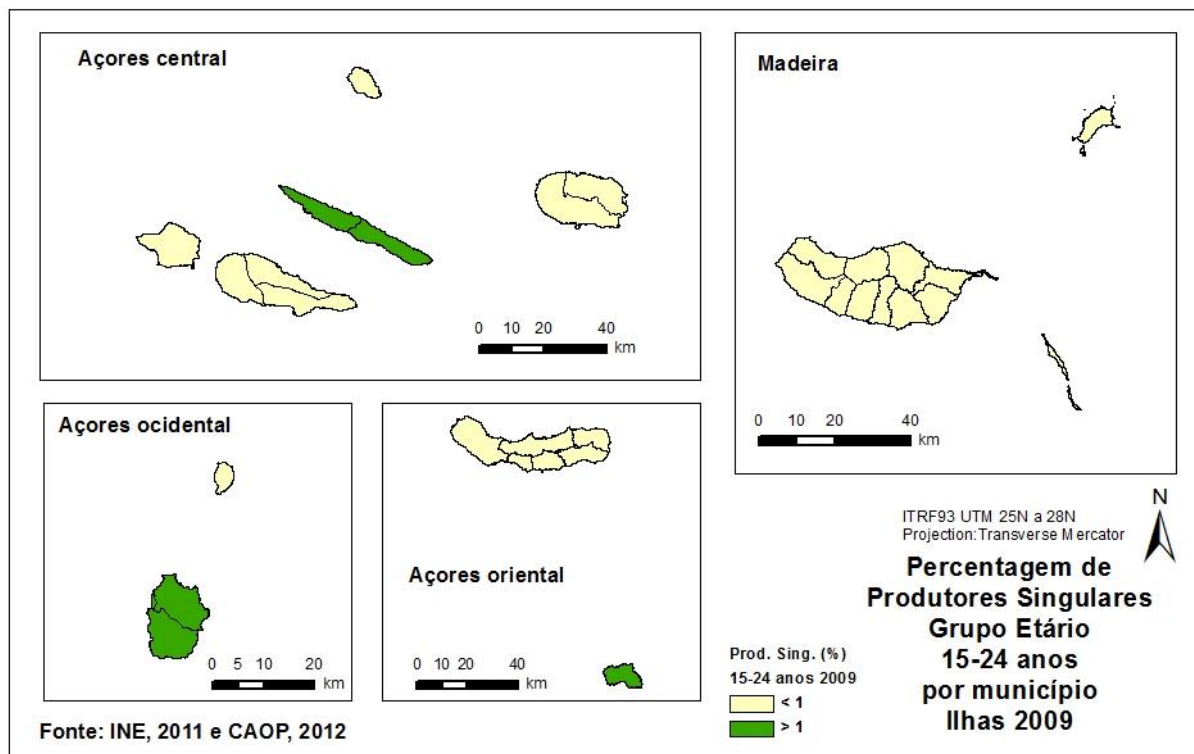 Açores central
0 10 20 40
km
Madeira
0 10 20 40
km
Açores ocidental
0 5 10 20
km
Açores oriental
0 10 20 40
km
N
ITRF93 UTM 25N a 28N
Projection:Transverse Mercator
Percentagem de
Produtores Singulares
Grupo Etário
15-24 anos
por município
Ilhas 2009
Prod. Sing. (%)
15-24 anos 2009
< 1
> 1
Fonte: INE, 2011 e CAOP, 2012